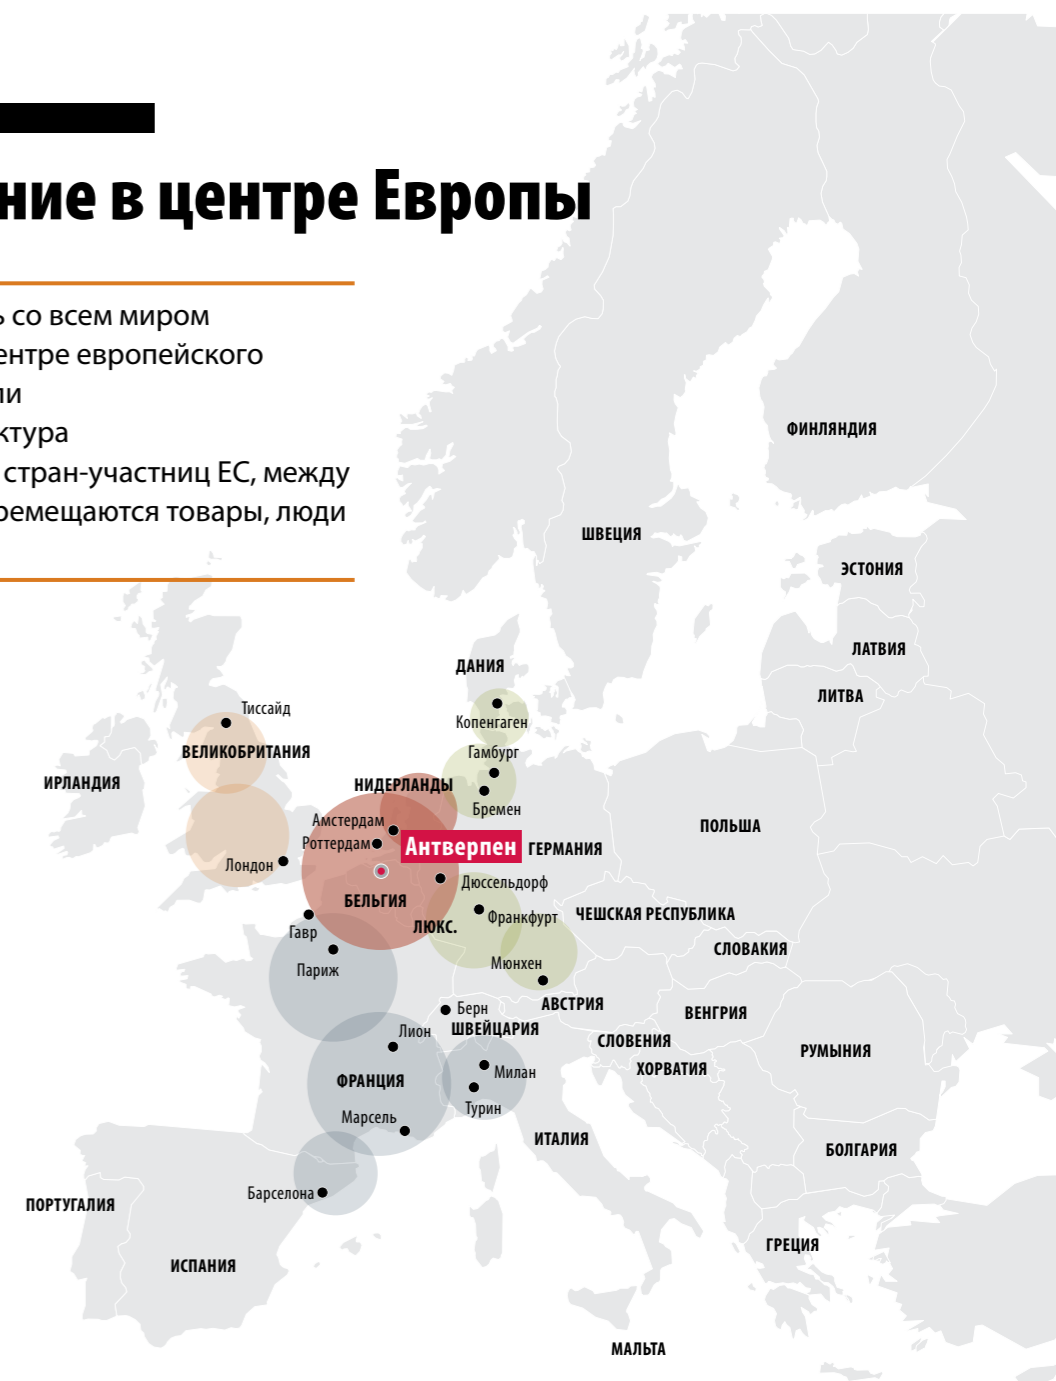 ние в центре Европы
ь со всем миром
ентре европейского
ли
ктура
стран-участниц ЕС, между
ремещаются товары, люди
ФИНЛЯНДИЯ
ШВЕЦИЯ
ЭСТОНИЯ
ЛАТВИЯ
ДАНИЯ
ЛИТВА
Тиссайд
Копенгаген
ВЕЛИКОБРИТАНИЯ
Гамбург
ИРЛАНДИЯ
НИДЕРЛАНДЫ
Бремен
Амстердам
ПОЛЬША
Роттердам
Антверпен
ГЕРМАНИЯ
Лондон
Дюссельдорф
БЕЛЬГИЯ
Франкфурт
ЧЕШСКАЯ РЕСПУБЛИКА
ЛЮКС.
Гавр
СЛОВАКИЯ
Париж
Мюнхен
АВСТРИЯ
Берн
ВЕНГРИЯ
Лион
ШВЕЙЦАРИЯ
СЛОВЕНИЯ
РУМЫНИЯ
ХОРВАТИЯ
Милан
ФРАНЦИЯ
Турин
Марсель
ИТАЛИЯ
БОЛГАРИЯ
Барселона
ПОРТУГАЛИЯ
ГРЕЦИЯ
ИСПАНИЯ
МАЛЬТА